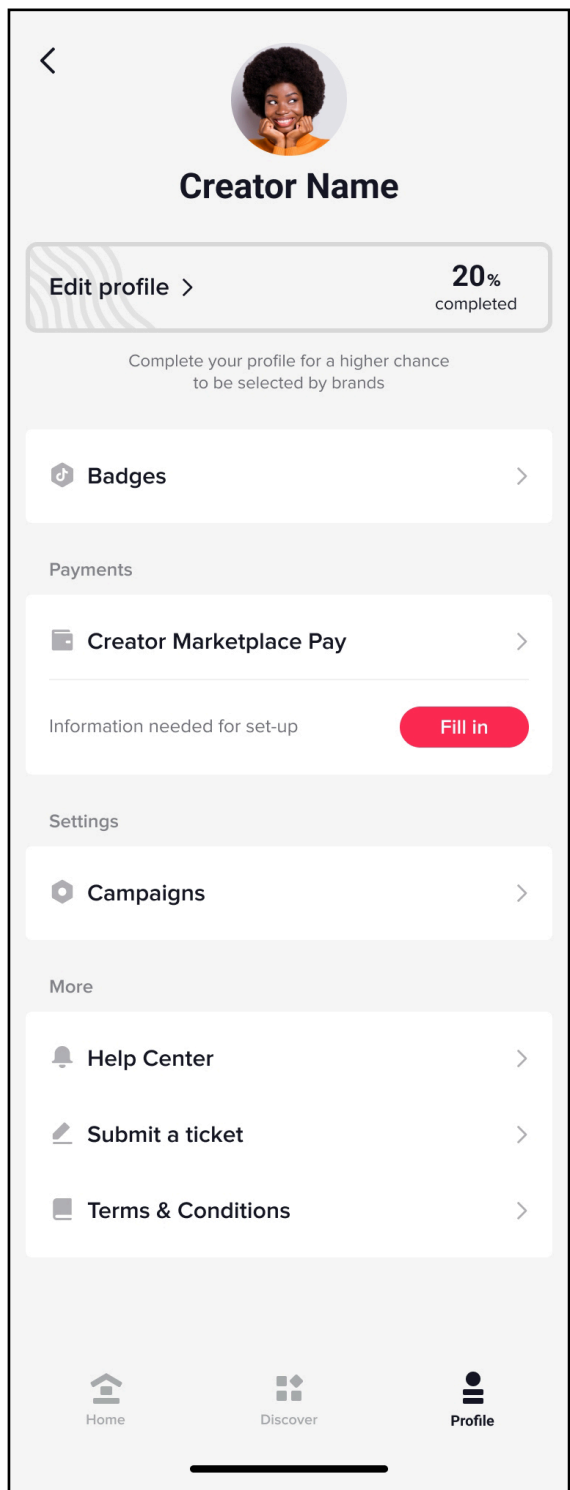 Creator Name
Edit profile
20%
completed
Complete your profile for a higher chance
to be selected by brands
Badges
Payments
Creator Marketplace Pay
Information needed for set-up
Fill in
Settings
Campaigns
More
Help Center
Submit a ticket
Terms & Conditions
Home
Discover
Profile